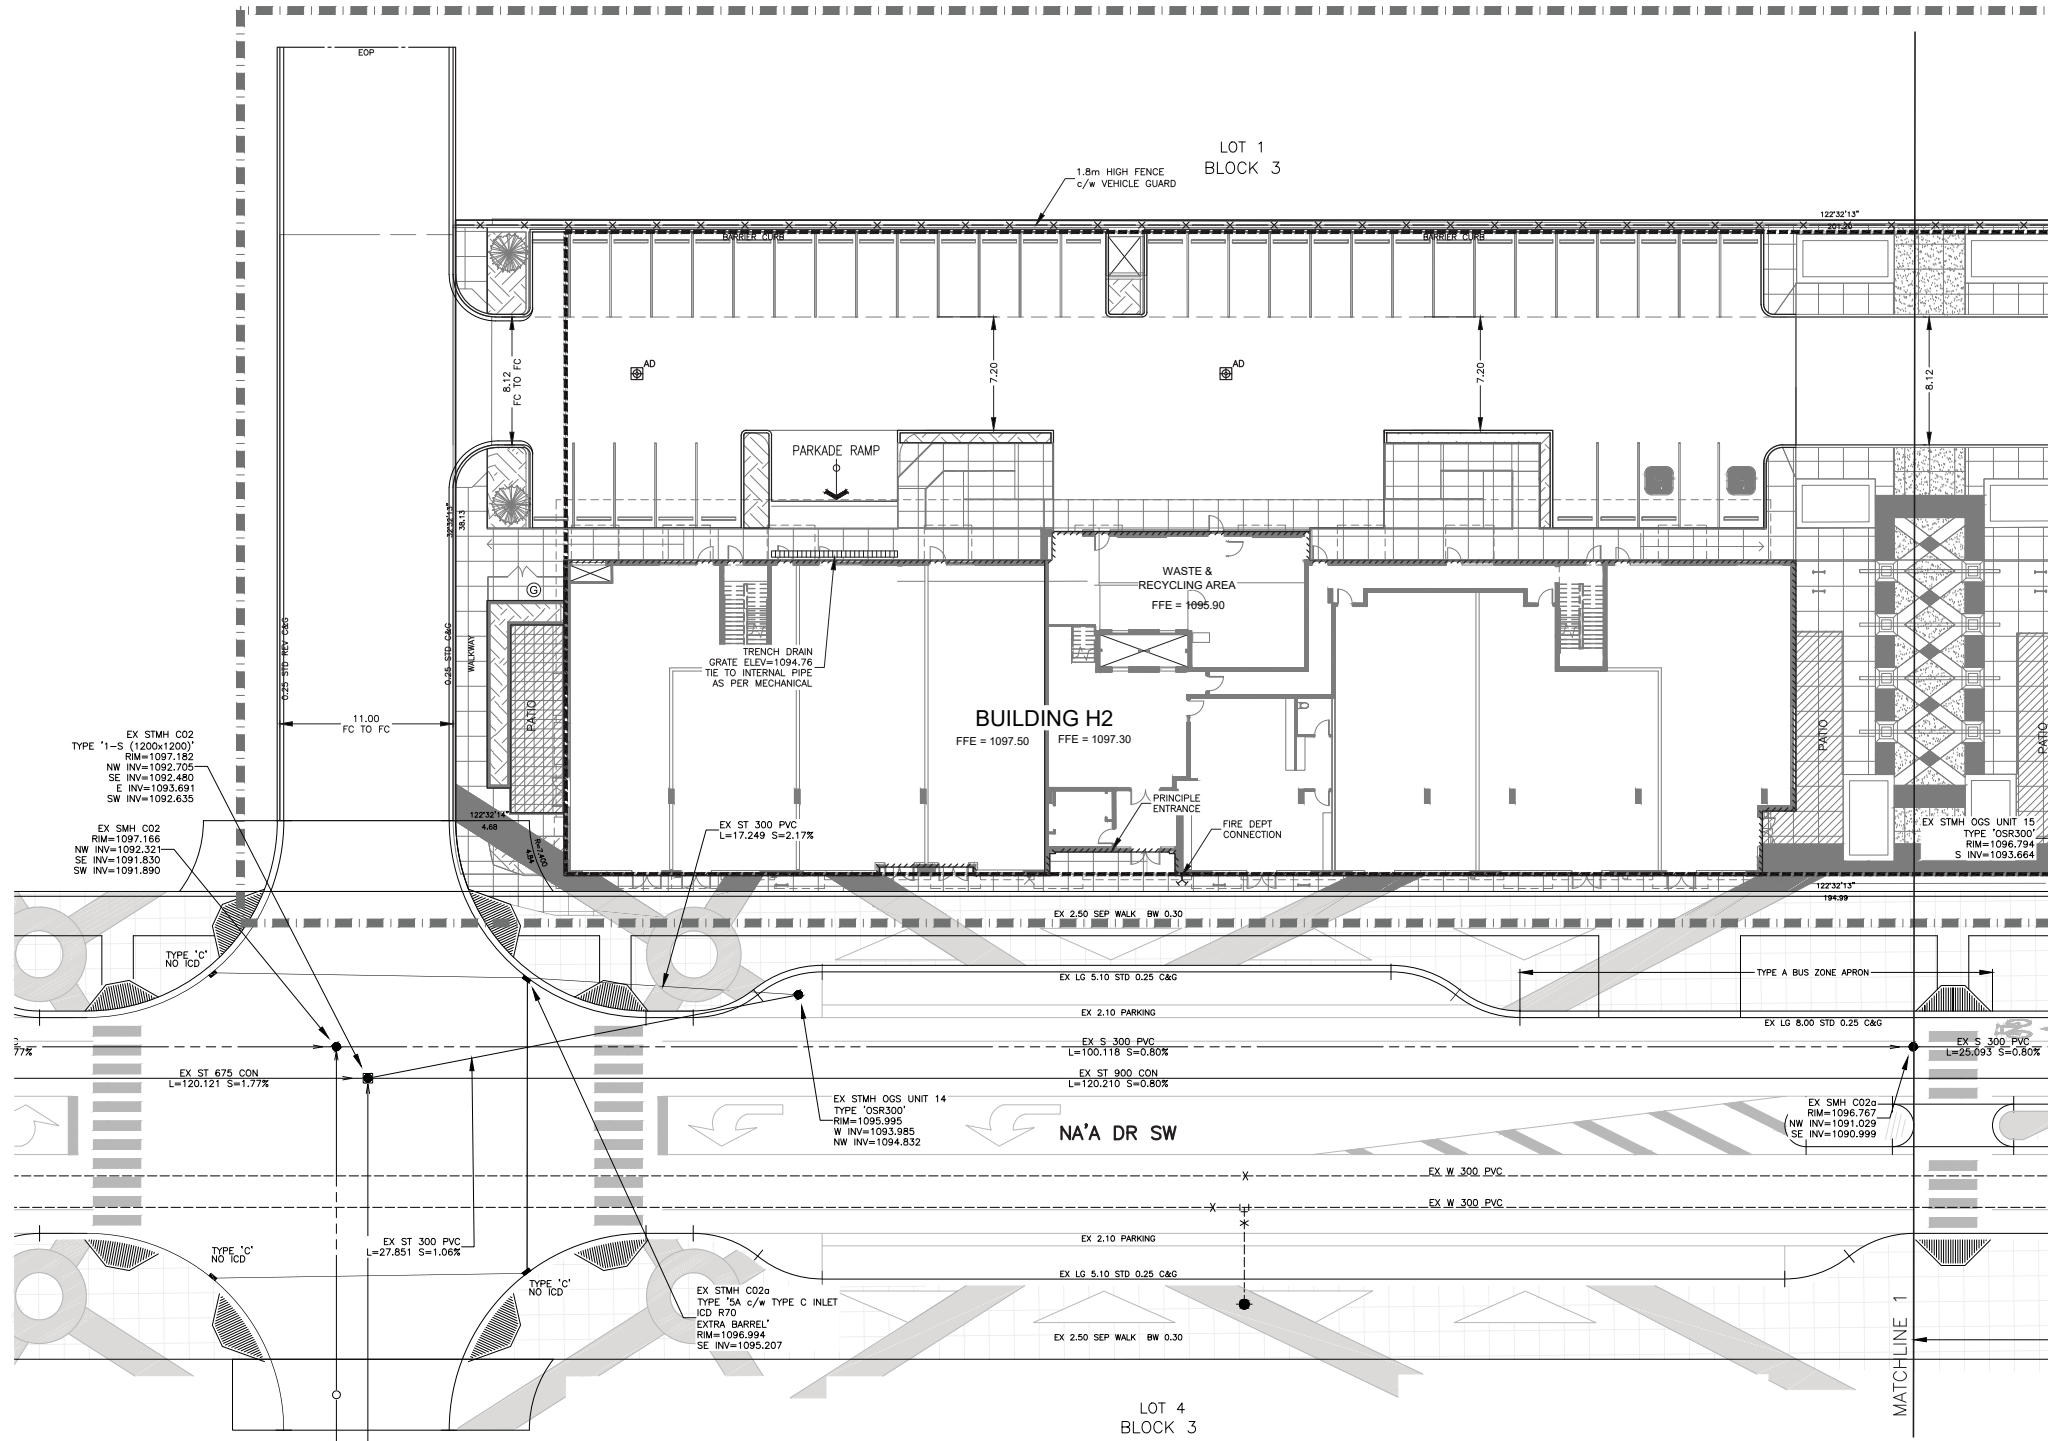 EOP
LOT 1
BLOCK 3
1.8m HIGH FENCE
c/w VEHICLE GUARD
122°32'13"
201.20
BARRIER CURB
BARRIER CURB
AD
AD
8.12
FC TO FC
7.20
7.20
8.12
PARKADE RAMP
32°32'13"
38.13
G
WASTE &
RECYCLING AREA
FFE = 1095.90
TRENCH DRAIN
GRATE ELEV=1094.76
TIE TO INTERNAL PIPE
AS PER MECHANICAL
0.25 STD REV C&G
0.25 STD C&G
WALKWAY
PATIO
PATIO
PATIO
11.00
FC TO FC
BUILDING H2
FFE = 1097.50
FFE = 1097.30
EX STMH C02
TYPE '1-S (1200x1200)'
RIM=1097.182
NW INV=1092.705
SE INV=1092.480
E INV=1093.691
SW INV=1092.635
EX SMH C02
RIM=1097.166
NW INV=1092.321
SE INV=1091.830
SW INV=1091.890
122°32'14"
4.68
R=7.400
4.84
EX ST 300 PVC
L=17.249 S=2.17%
PRINCIPLE
ENTRANCE
FIRE DEPT
CONNECTION
EX STMH OGS UNIT 15
TYPE 'OSR300'
RIM=1096.794
S INV=1093.664
122°32'13"
194.99
EX 2.50 SEP WALK BW 0.30
TYPE 'C'
NO ICD
EX LG 5.10 STD 0.25 C&G
TYPE A BUS ZONE APRON
EX 2.10 PARKING
EX LG 8.00 STD 0.25 C&G
77%
EX S 300 PVC
L=100.118 S=0.80%
EX S 300 PVC
L=25.093 S=0.80%
EX ST 675 CON
L=120.121 S=1.77%
EX ST 900 CON
L=120.210 S=0.80%
EX STMH OGS UNIT 14
TYPE 'OSR300'
RIM=1095.995
W INV=1093.985
NW INV=1094.832
NA'A DR SW
EX SMH C02a
RIM=1096.767
NW INV=1091.029
SE INV=1090.999
EX W 300 PVC
EX W 300 PVC
EX ST 300 PVC
L=27.851 S=1.06%
TYPE 'C'
NO ICD
TYPE 'C'
NO ICD
EX 2.10 PARKING
EX LG 5.10 STD 0.25 C&G
EX STMH C02a
TYPE '5A c/w TYPE C INLET
ICD R70
EXTRA BARREL'
RIM=1096.994
SE INV=1095.207
EX 2.50 SEP WALK BW 0.30
MATCHLINE 1
LOT 4
BLOCK 3